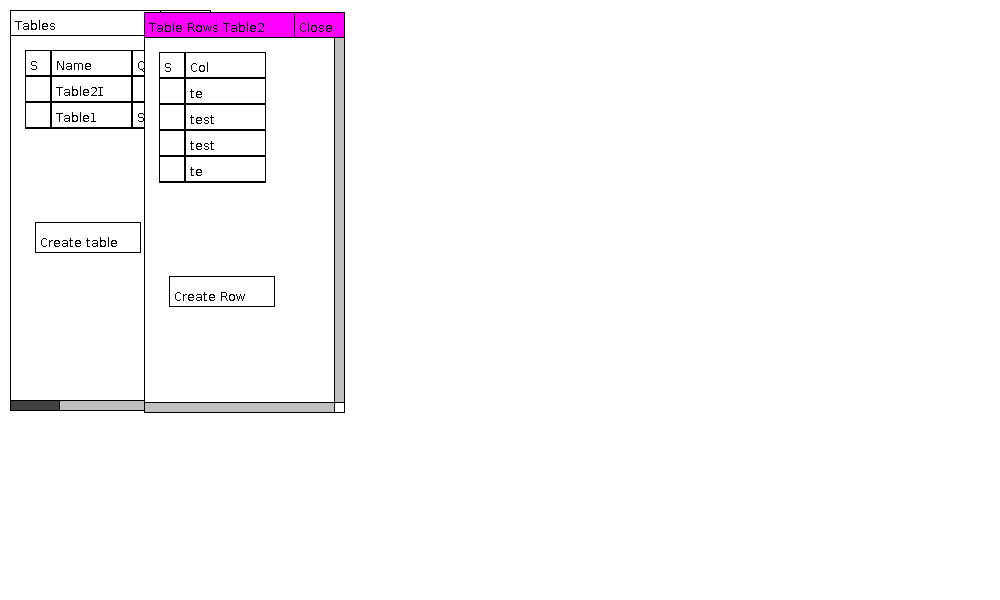 Tables
S Name Q
Table2I
Table1 S
Create table
Table Rows Table2 Close
S Col
te
test
test
te
Create Row